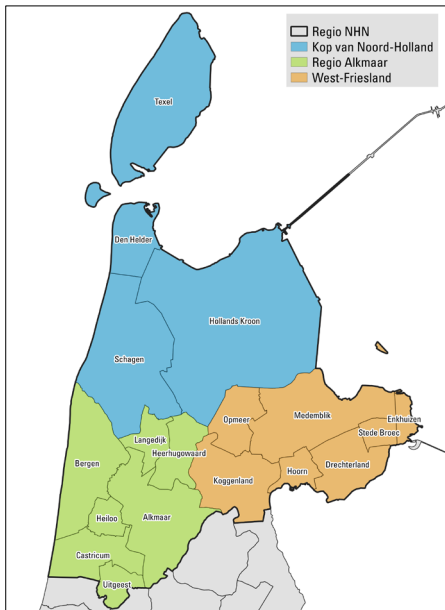 Regio NHN
Kop van Noord-Holland
Regio Alkmaar
West-Friesland
Texel
Den Helder
Hollands Kroon
Schagen
Medemblik
Enkhuizen
Opmeer
Stede Broec
Langedijk
Heerhugowaard
Bergen
Drechterland
Hoorn
Koggenland
Alkmaar
Heiloo
Castricum
Uitgeest